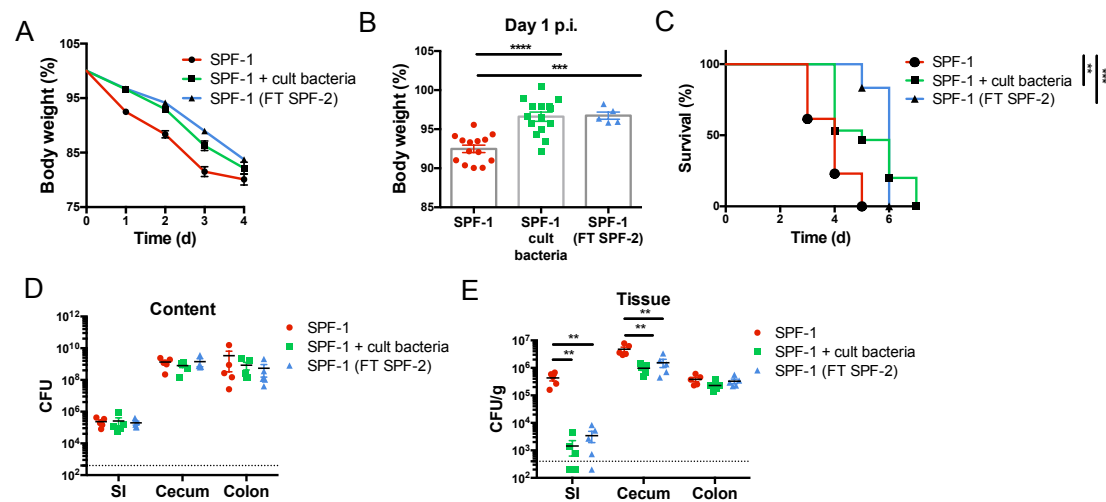 A
105
95
85
75
Body weight (%)
0 1 2 3 4
Time (d)
SPF-1
SPF-1 + cult bacteria
SPF-1 (FT SPF-2)
B
Day 1 p.i.
****
***
105
100
95
90
85
Body weight (%)
SPF-1
SPF-1
cult
bacteria
SPF-1
(FT SPF-2)
C
100
50
0
Survival (%)
0 2 4 6
Time (d)
SPF-1
SPF-1 + cult bacteria
SPF-1 (FT SPF-2)
**
***
D
Content
10¹²
10¹⁰
10⁸
10⁶
10⁴
10²
CFU
SI Cecum Colon
SPF-1
SPF-1 + cult bacteria
SPF-1 (FT SPF-2)
E
Tissue
**
**
**
**
10⁷
10⁶
10⁵
10⁴
10³
10²
CFU/g
SI Cecum Colon
SPF-1
SPF-1 + cult bacteria
SPF-1 (FT SPF-2)